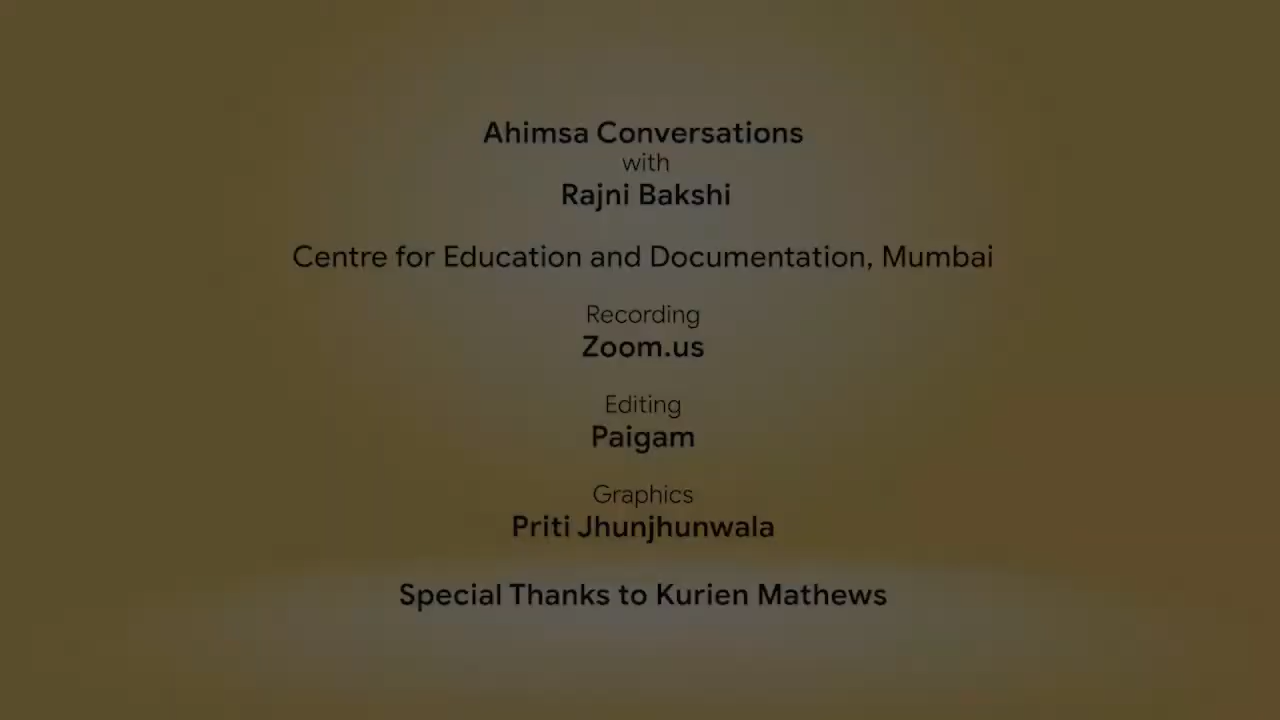 Ahimsa Conversations
with
Rajni Bakshi
Centre for Education and Documentation, Mumbai
Recording
Zoom.us
Editing
Paigam
Graphics
Priti Jhunjhunwala
Special Thanks to Kurien Mathews